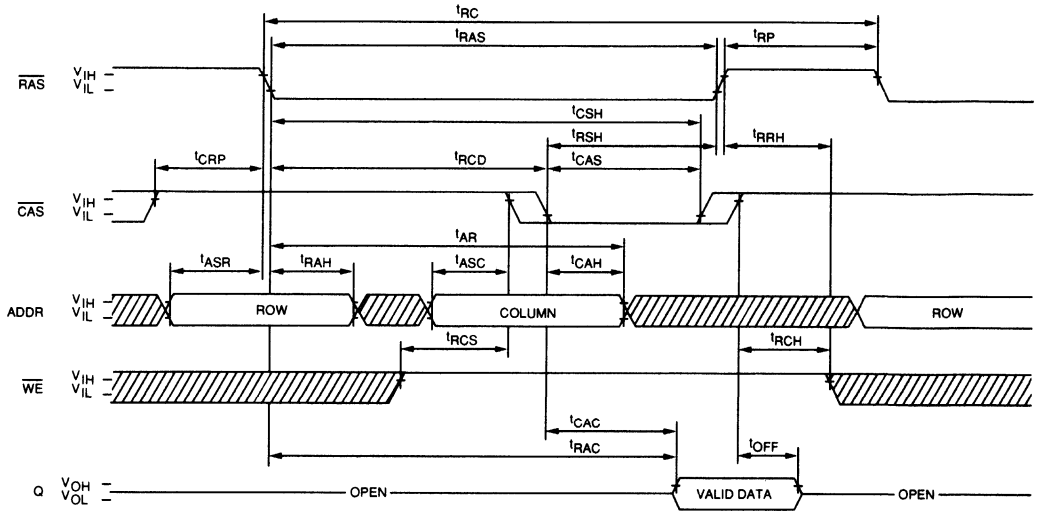 tRC
tRAS
tRP
RAS
VIH
VIL
tCSH
tRSH
tRRH
tCRP
tRCD
tCAS
CAS
VIH
VIL
tAR
tASR
tRAH
tASC
tCAH
ADDR
VIH
VIL
ROW
COLUMN
ROW
tRCS
tRCH
WE
VIH
VIL
tCAC
tRAC
tOFF
Q
VOH
VOL
OPEN
VALID DATA
OPEN